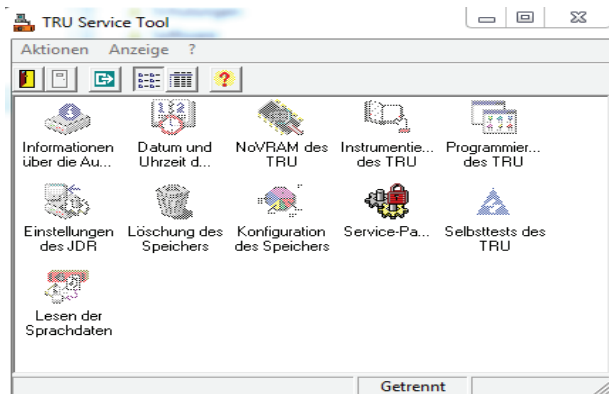 TRU Service Tool
Aktionen Anzeige ?
Informationen
über die Au...
Datum und
Uhrzeit d...
NoVRAM des
TRU
Instrumentie...
des TRU
Programmier...
des TRU
Einstellungen
des JDR
Löschung des
Speichers
Konfiguration
des Speichers
Service-Pa...
Selbsttests des
TRU
Lesen der
Sprachdaten
Getrennt